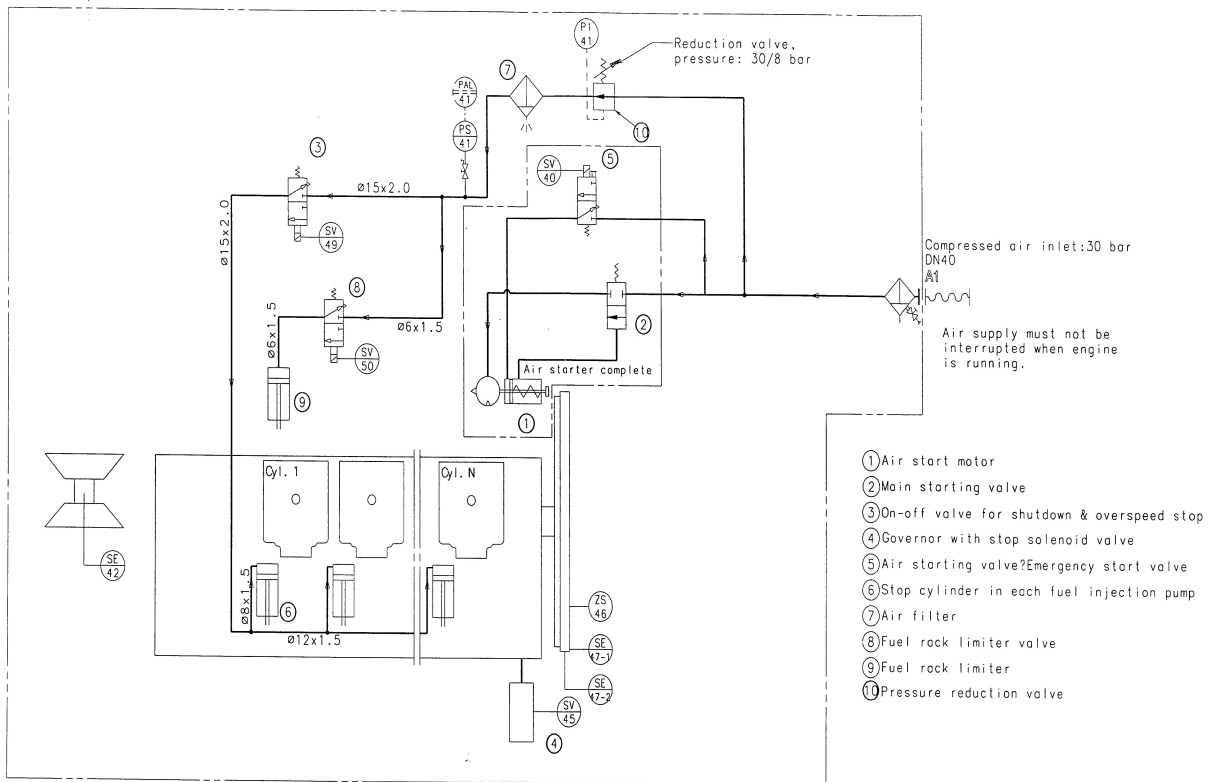 PI
41
Reduction valve,
pressure: 30/8 bar
7
PAL
41
10
PS
41
3
5
SV
40
Ø15x2.0
Ø15x2.0
SV
49
Compressed air inlet:30 bar
DN40
A1
8
2
Ø6x1.5
Ø6x1.5
Air supply must not be
interrupted when engine
is running.
SV
50
Air starter complete
9
1
Cyl. 1
Cyl. N
1 Air start motor
2 Main starting valve
3 On-off valve for shutdown & overspeed stop
4 Governor with stop solenoid valve
5 Air starting valve?Emergency start valve
6 Stop cylinder in each fuel injection pump
7 Air filter
8 Fuel rack limiter valve
9 Fuel rack limiter
10 Pressure reduction valve
SE
42
Ø8x1.5
6
Ø12x1.5
ZS
46
SE
47-1
SE
47-2
SV
45
4